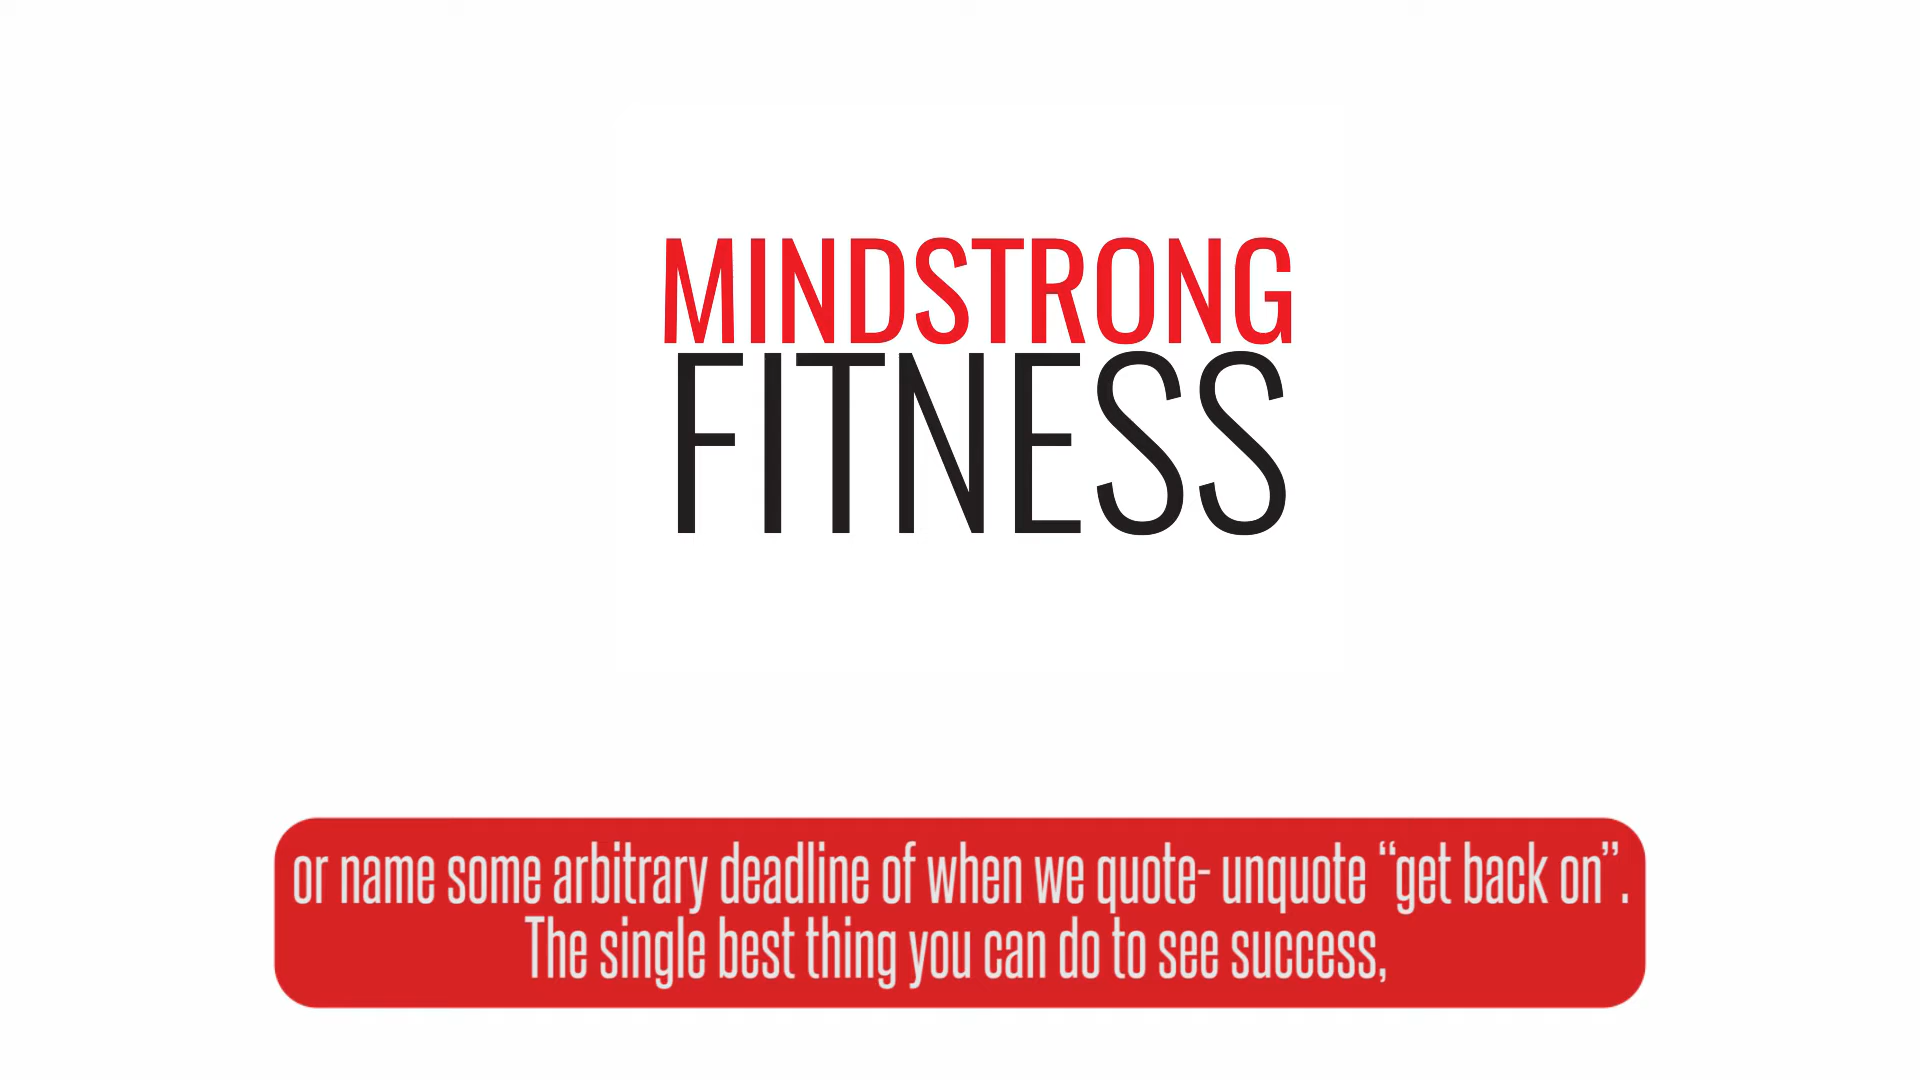 MINDSTRONG
FITNESS
or name some arbitrary deadline of when we quote- unquote “get back on”.
The single best thing you can do to see success,